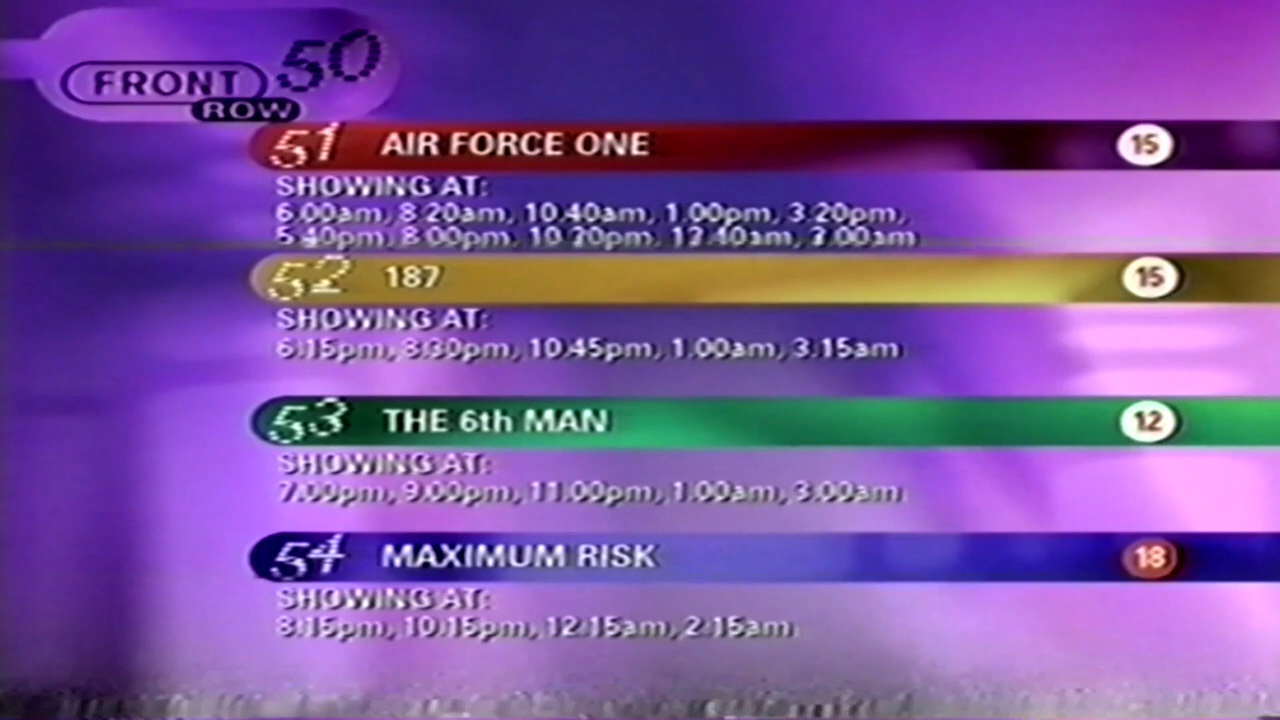 FRONT ROW 50
51 AIR FORCE ONE 15
SHOWING AT:
6.00am, 8.20am, 10.40am, 1.00pm, 3.20pm,
5.40pm, 8.00pm, 10.20pm, 12.40am, 3.00am
52 187 15
SHOWING AT:
6.15pm, 8.30pm, 10.45pm, 1.00am, 3.15am
53 THE 6th MAN 12
SHOWING AT:
7.00pm, 9.00pm, 11.00pm, 1.00am, 3.00am
54 MAXIMUM RISK 18
SHOWING AT:
8.15pm, 10.15pm, 12.15am, 2.15am